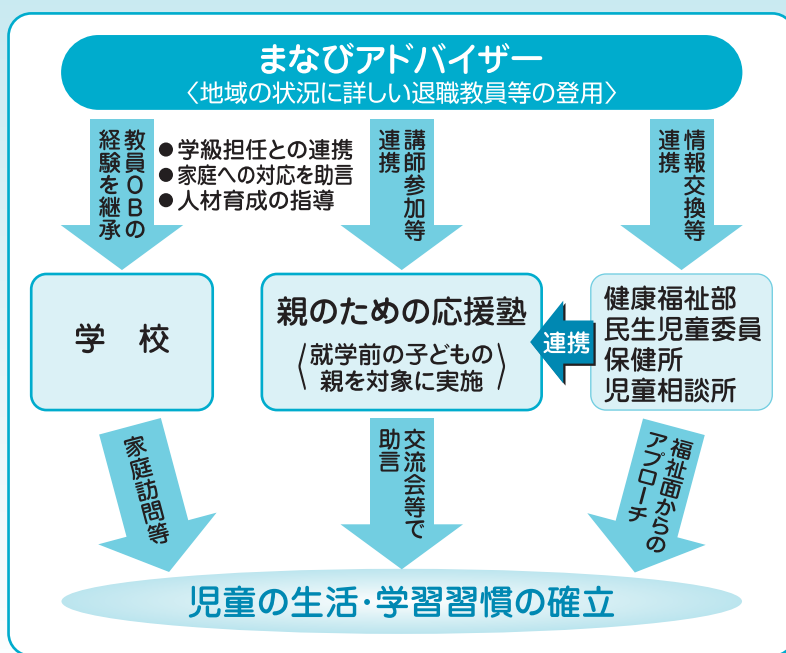 まなびアドバイザー
〈地域の状況に詳しい退職教員等の登用〉
教員OBの
経験を継承
●学級担任との連携
●家庭への対応を助言
●人材育成の指導
講師参加等
連携
情報交換等
連携
学 校
親のための応援塾
〈就学前の子どもの
親を対象に実施〉
連携
健康福祉部
民生児童委員
保健所
児童相談所
家庭訪問等
交流会等で
助言
福祉面からの
アプローチ
児童の生活・学習習慣の確立